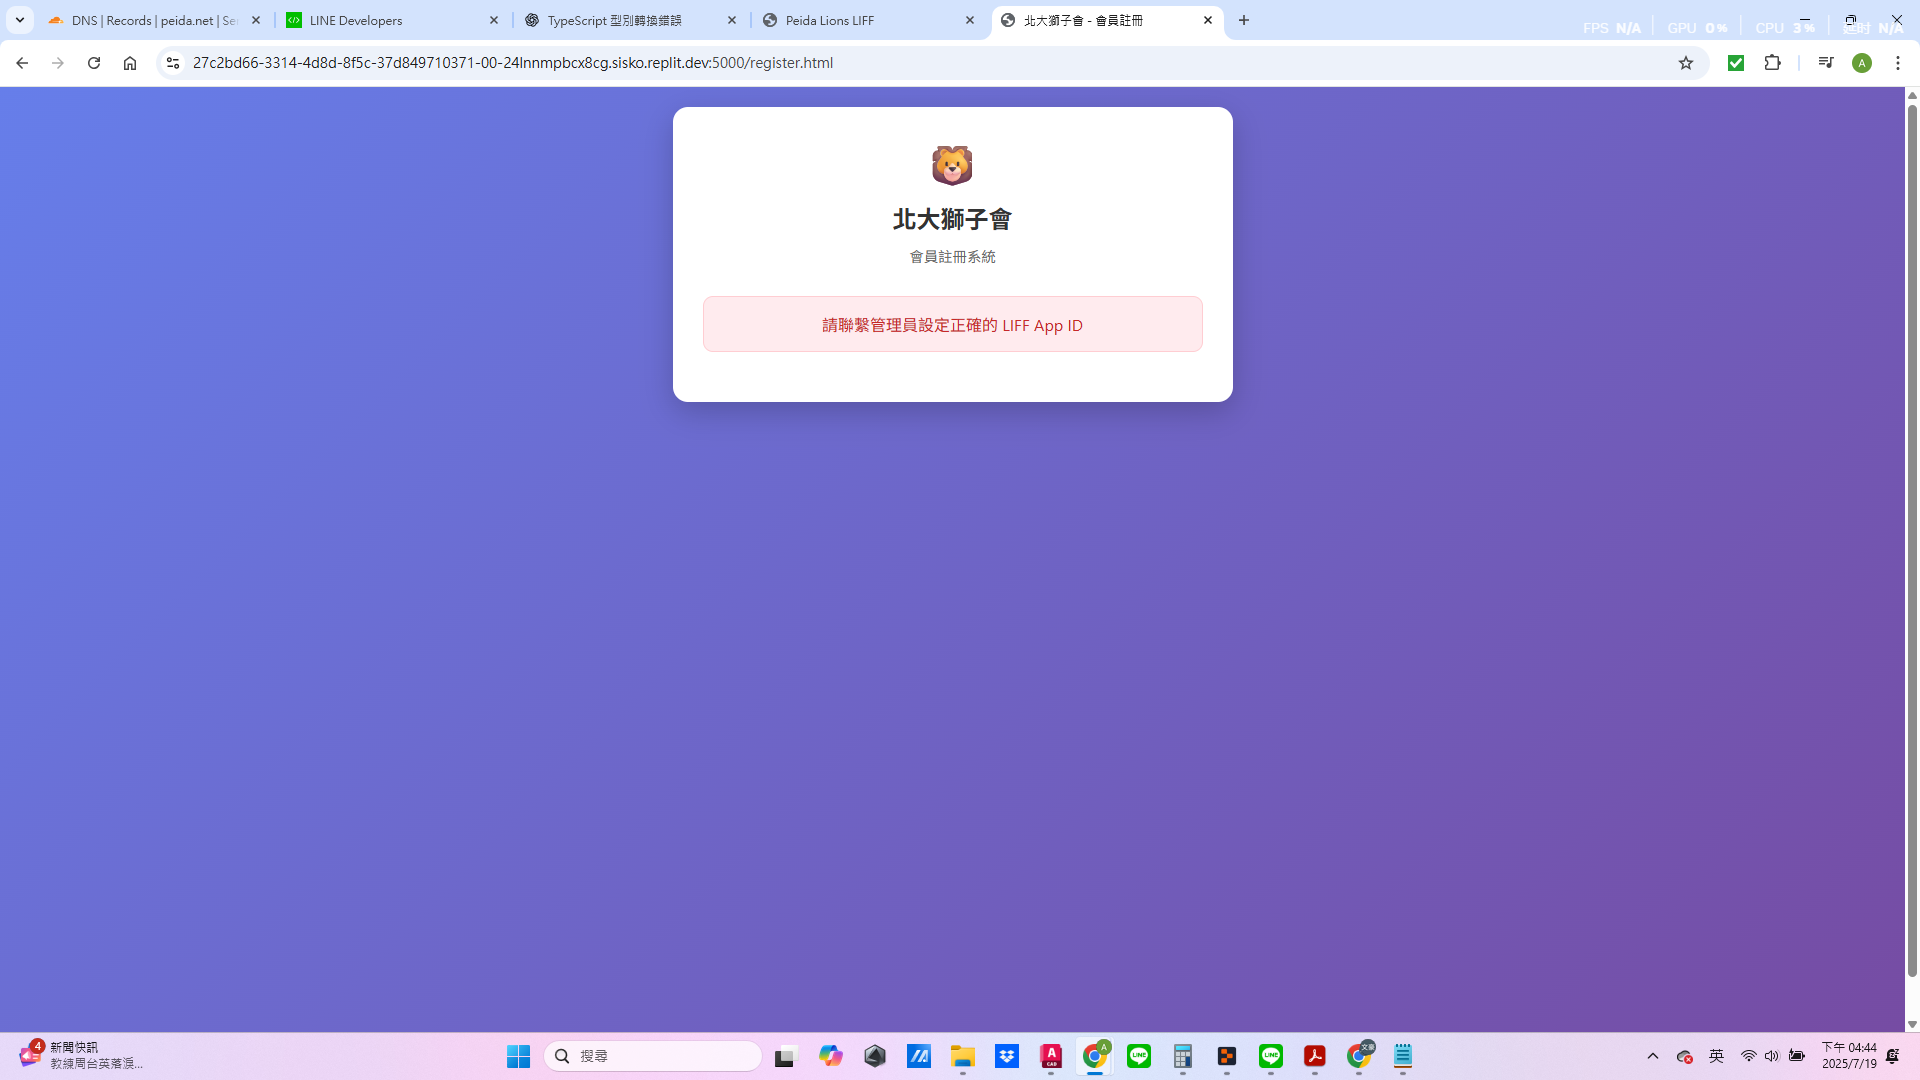 DNS | Records | peida.net | Se
LINE Developers
TypeScript 型別轉換錯誤
Peida Lions LIFF
北大獅子會 - 會員註冊
FPS N/A GPU 0% CPU 3% 延时 N/A
27c2bd66-3314-4d8d-8f5c-37d849710371-00-24lnnmpbcx8cg.sisko.replit.dev:5000/register.html
A
北大獅子會
會員註冊系統
請聯繫管理員設定正確的 LIFF App ID
4
新聞快訊
教練周台英落淚...
搜尋
英
下午 04:44
2025/7/19